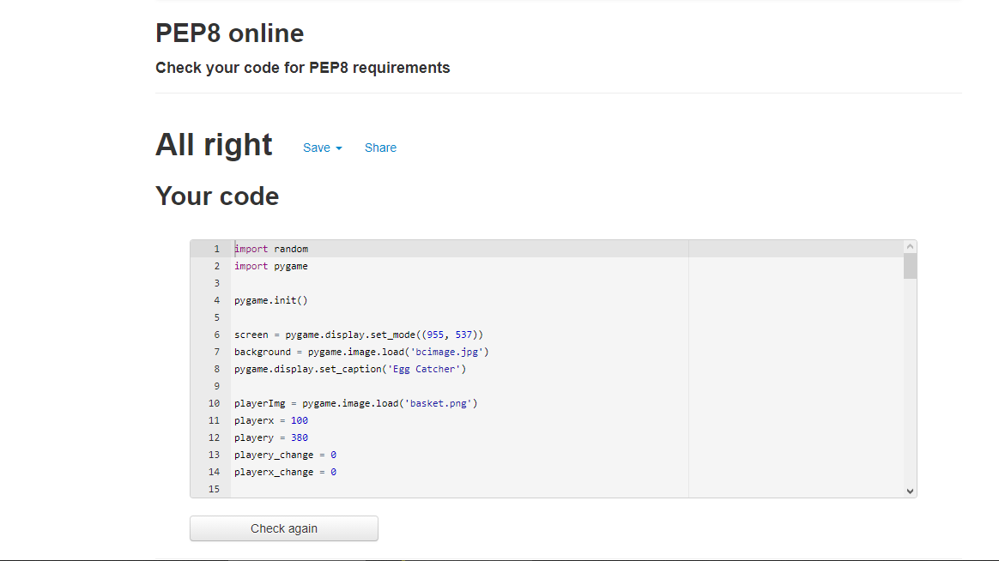 PEP8 online
Check your code for PEP8 requirements
All right Save Share
Your code
1 import random
2 import pygame
3
4 pygame.init()
5
6 screen = pygame.display.set_mode((955, 537))
7 background = pygame.image.load('bcimage.jpg')
8 pygame.display.set_caption('Egg Catcher')
9
10 playerImg = pygame.image.load('basket.png')
11 playerx = 100
12 playery = 380
13 playery_change = 0
14 playerx_change = 0
15
Check again